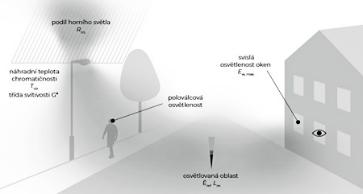 podíl horního světla
náhradní teplota
chromatičnosti
třída svítivosti G*
poloválcová
osvětlenost
svislá
osvětlenost oken
osvětlovaná oblast